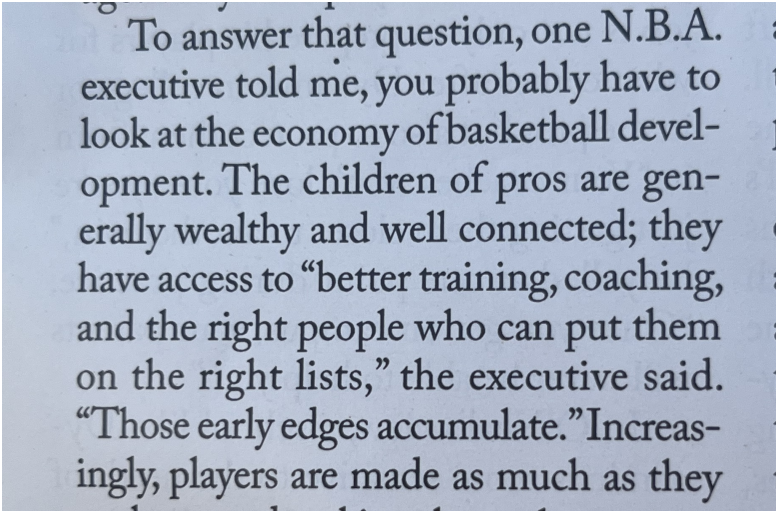 To answer that question, one N.B.A.
executive told me, you probably have to
look at the economy of basketball devel-
opment. The children of pros are gen-
erally wealthy and well connected; they
have access to “better training, coaching,
and the right people who can put them
on the right lists,” the executive said.
“Those early edges accumulate.” Increas-
ingly, players are made as much as they